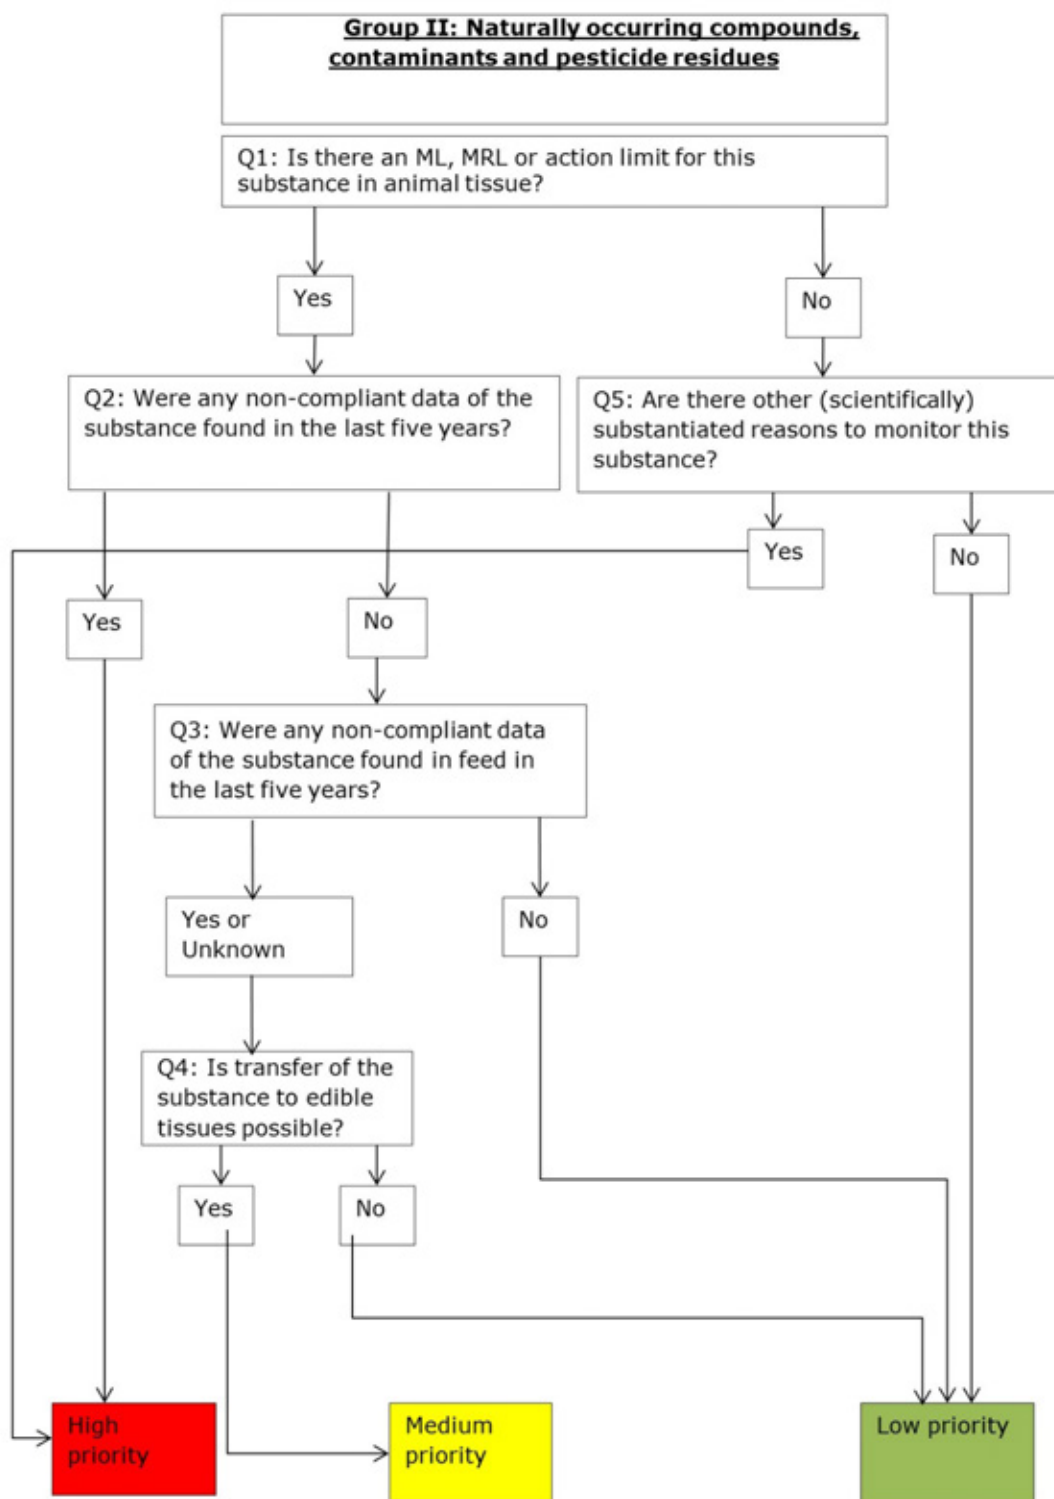 Group II: Naturally occurring compounds,
contaminants and pesticide residues
Q1: Is there an ML, MRL or action limit for this
substance in animal tissue?
Yes
No
Q2: Were any non-compliant data of the
substance found in the last five years?
Q5: Are there other (scientifically)
substantiated reasons to monitor this
substance?
Yes
No
Yes
No
Q3: Were any non-compliant data
of the substance found in feed in
the last five years?
Yes or
Unknown
No
Q4: Is transfer of the
substance to edible
tissues possible?
Yes
No
High
priority
Medium
priority
Low priority